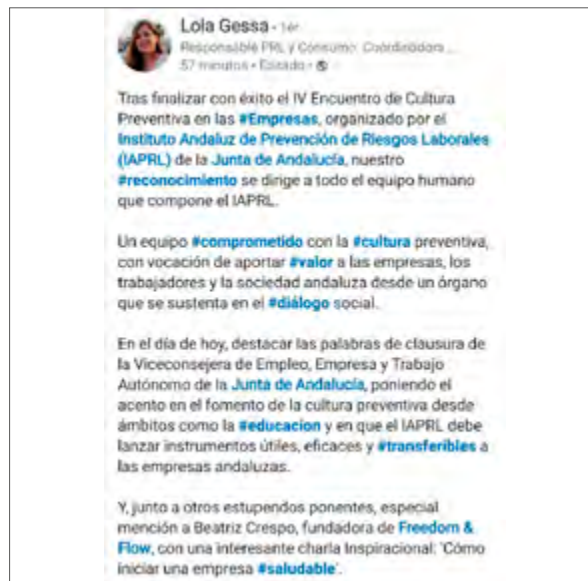 Lola Gessa • 1er
Responsable PRL y Consumo. Coordinadora ...
57 minutos • Editado •
Tras finalizar con éxito el IV Encuentro de Cultura
Preventiva en las #Empresas, organizado por el
Instituto Andaluz de Prevención de Riesgos Laborales
(IAPRL) de la Junta de Andalucía, nuestro
#reconocimiento se dirige a todo el equipo humano
que compone el IAPRL.
Un equipo #comprometido con la #cultura preventiva,
con vocación de aportar #valor a las empresas, los
trabajadores y la sociedad andaluza desde un órgano
que se sustenta en el #diálogo social.
En el día de hoy, destacar las palabras de clausura de
la Viceconsejera de Empleo, Empresa y Trabajo
Autónomo de la Junta de Andalucía, poniendo el
acento en el fomento de la cultura preventiva desde
ámbitos como la #educacion y en que el IAPRL debe
lanzar instrumentos útiles, eficaces y #transferibles a
las empresas andaluzas.
Y, junto a otros estupendos ponentes, especial
mención a Beatriz Crespo, fundadora de Freedom &
Flow, con una interesante charla Inspiracional: 'Cómo
iniciar una empresa #saludable'.